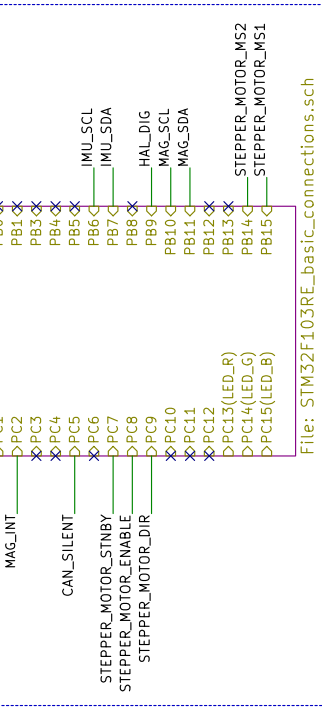 IMU_SCL
IMU_SDA
HAL_DIG
MAG_SCL
MAG_SDA
STEPPER_MOTOR_MS2
STEPPER_MOTOR_MS1
PB1
PB3
PB4
PB5
PB6
PB7
PB8
PB9
PB10
PB11
PB12
PB13
PB14
PB15
PC2
PC3
PC4
PC5
PC6
PC7
PC8
PC9
PC10
PC11
PC12
PC13(LED_R)
PC14(LED_G)
PC15(LED_B)
MAG_INT
CAN_SILENT
STEPPER_MOTOR_STNBY
STEPPER_MOTOR_ENABLE
STEPPER_MOTOR_DIR
File: STM32F103RE_basic_connections.sch